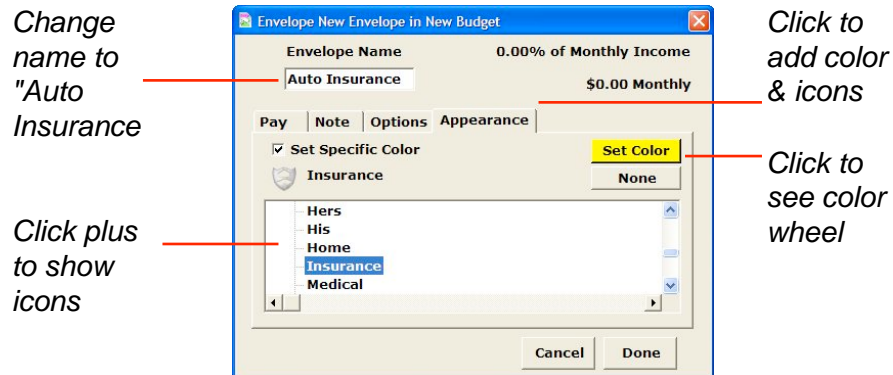 Change
name to
"Auto
Insurance
Click plus
to show
icons
Envelope New Envelope in New Budget
Envelope Name
0.00% of Monthly Income
Auto Insurance
$0.00 Monthly
Pay
Note
Options
Appearance
Set Specific Color
Set Color
Insurance
None
Hers
His
Home
Insurance
Medical
Cancel
Done
Click to
add color
& icons
Click to
see color
wheel